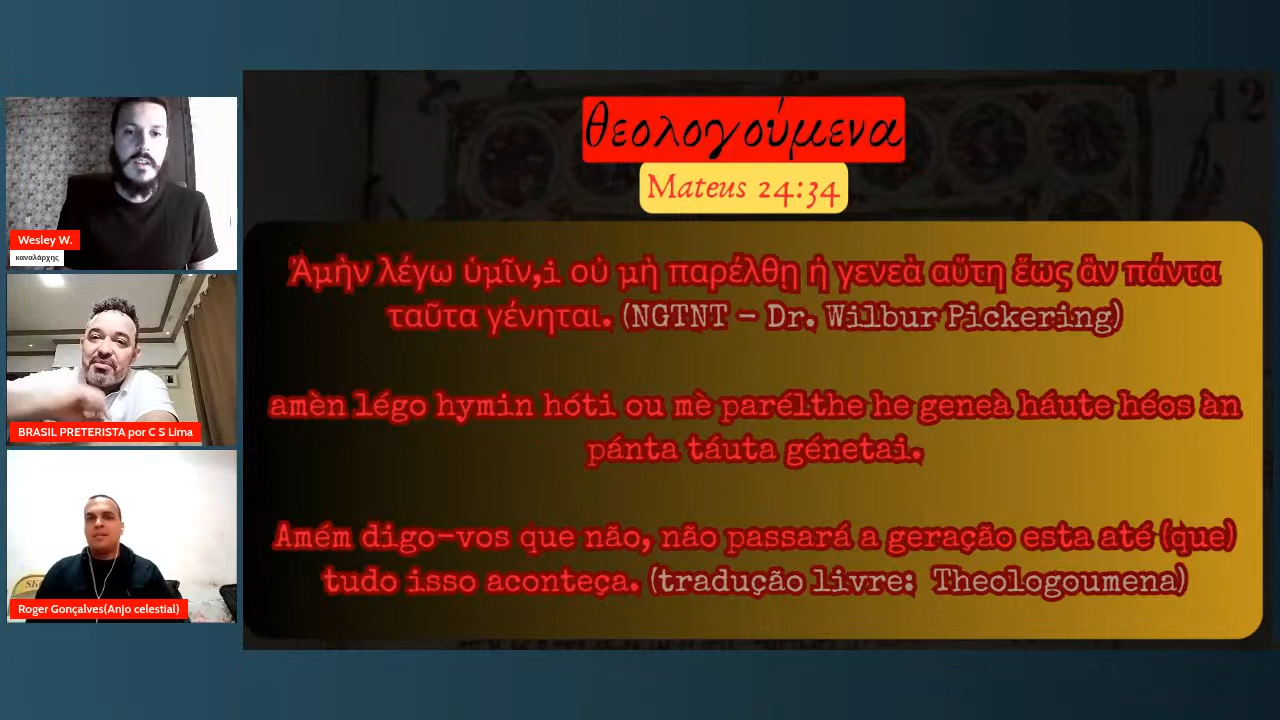 θεολογούμενα
Mateus 24:34
Ἀμὴν λέγω ὑμῖν,i οὐ μὴ παρέλθῃ ἡ γενεὰ αὕτη ἕως ἂν πάντα
ταῦτα γένηται. (NGTNT - Dr. Wilbur Pickering)
amèn légo hymin hóti ou mè parélthe he geneà háute héos àn
pánta táuta génetai.
Amém digo-vos que não, não passará a geração esta até (que)
tudo isso aconteça. (tradução livre: Theologoumena)
Wesley W.
καναλάρχης
BRASIL PRETERISTA por C S Lima
Roger Gonçalves(Anjo celestial)